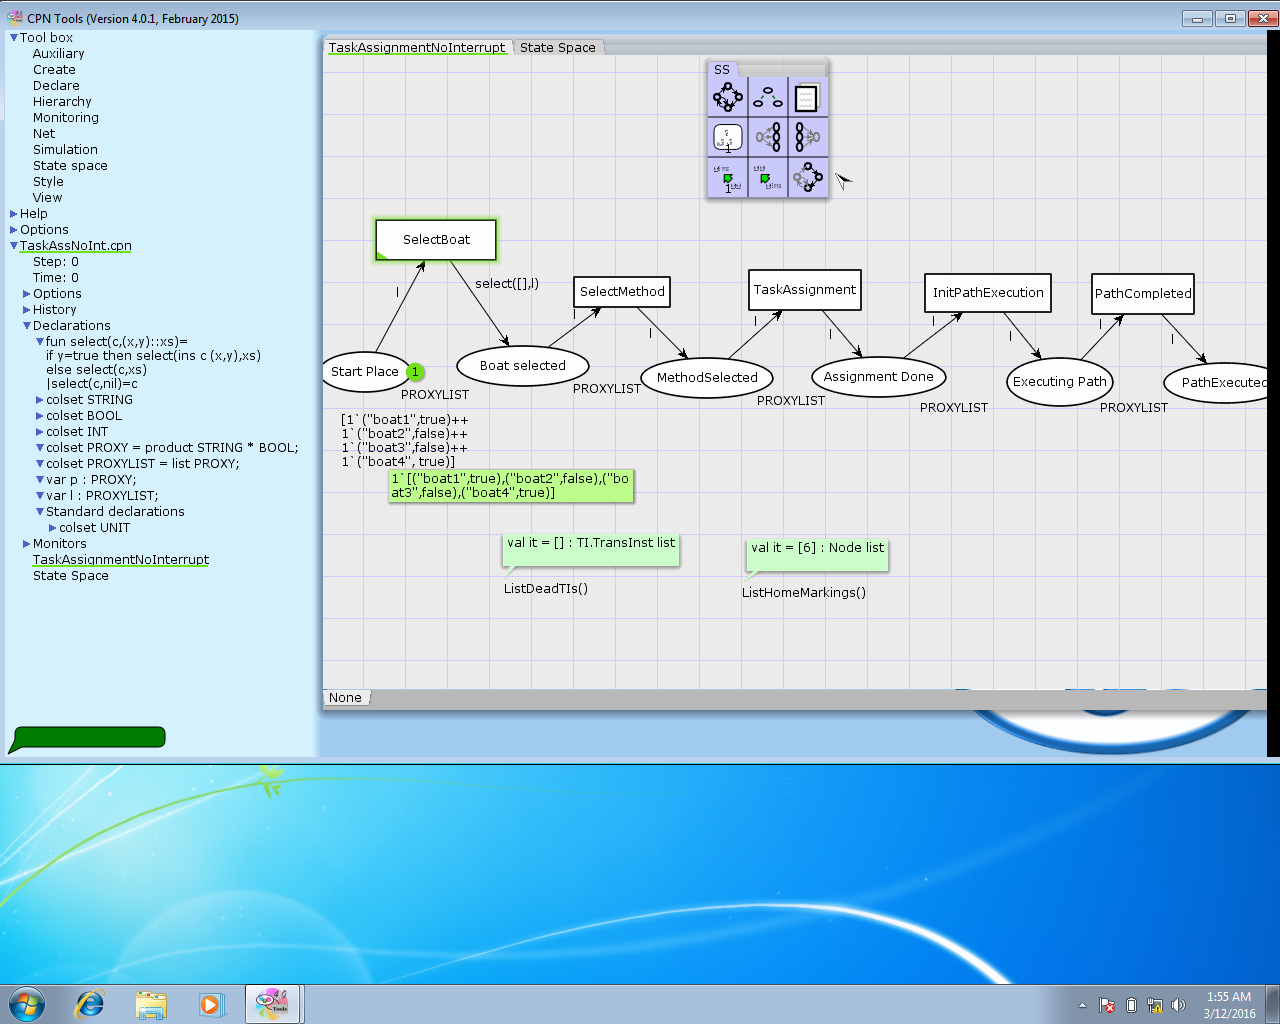 CPN Tools (Version 4.0.1, February 2015)
Tool box
Auxiliary
Create
Declare
Hierarchy
Monitoring
Net
Simulation
State space
Style
View
Help
Options
TaskAssNoInt.cpn
Step: 0
Time: 0
Options
History
Declarations
fun select(c,(x,y)::xs)=
if y=true then select(ins c (x,y),xs)
else select(c,xs)
|select(c,nil)=c
colset STRING
colset BOOL
colset INT
colset PROXY = product STRING * BOOL;
colset PROXYLIST = list PROXY;
var p : PROXY;
var l : PROXYLIST;
Standard declarations
colset UNIT
Monitors
TaskAssignmentNoInterrupt
State Space
TaskAssignmentNoInterrupt
State Space
SS
1
1
SelectBoat
SelectMethod
TaskAssignment
InitPathExecution
PathCompleted
l
select([],l)
l
l
l
l
l
l
l
l
Start Place
1
PROXYLIST
Boat selected
PROXYLIST
MethodSelected
PROXYLIST
Assignment Done
PROXYLIST
Executing Path
PROXYLIST
PathExecuted
[1`("boat1",true)++
1`("boat2",false)++
1`("boat3",false)++
1`("boat4", true)]
1`[("boat1",true),("boat2",false),("bo
at3",false),("boat4",true)]
val it = [] : TI.TransInst list
ListDeadTIs()
val it = [6] : Node list
ListHomeMarkings()
None
4.0
Tools
1:55 AM
3/12/2016